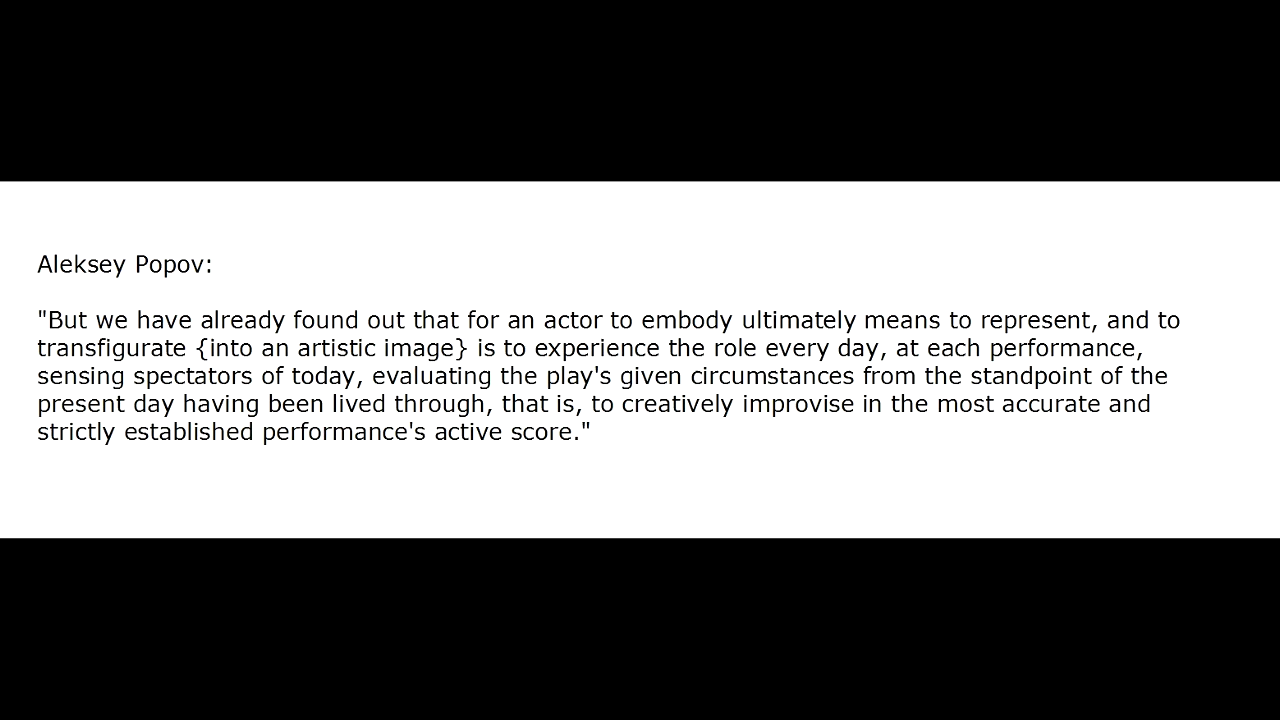 Aleksey Popov:
"But we have already found out that for an actor to embody ultimately means to represent, and to
transfigurate {into an artistic image} is to experience the role every day, at each performance,
sensing spectators of today, evaluating the play's given circumstances from the standpoint of the
present day having been lived through, that is, to creatively improvise in the most accurate and
strictly established performance's active score."